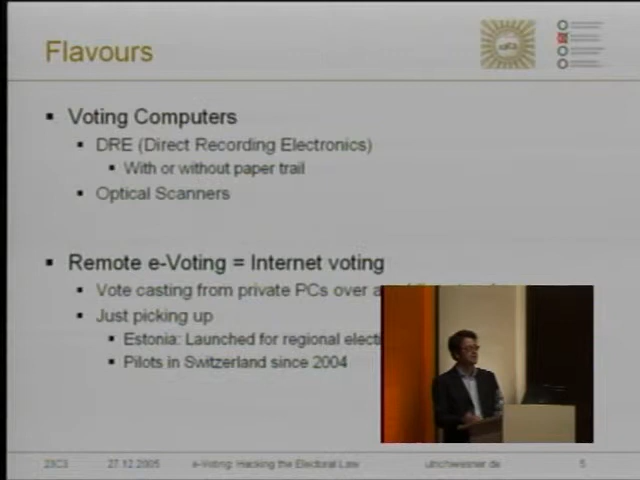 Flavours
Voting Computers
DRE (Direct Recording Electronics)
With or without paper trail
Optical Scanners
Remote e-Voting = Internet voting
Vote casting from private PCs over a
Just picking up
Estonia: Launched for regional electi
Pilots in Switzerland since 2004
22C3 27.12.2005 e-Voting: Hacking the Electoral Law ulrichwiesner.de 5